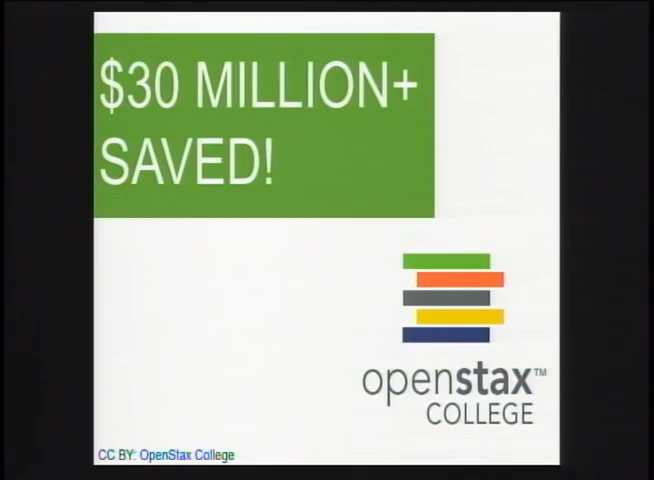 $30 MILLION+
SAVED!
openstax™
COLLEGE
CC BY: OpenStax College